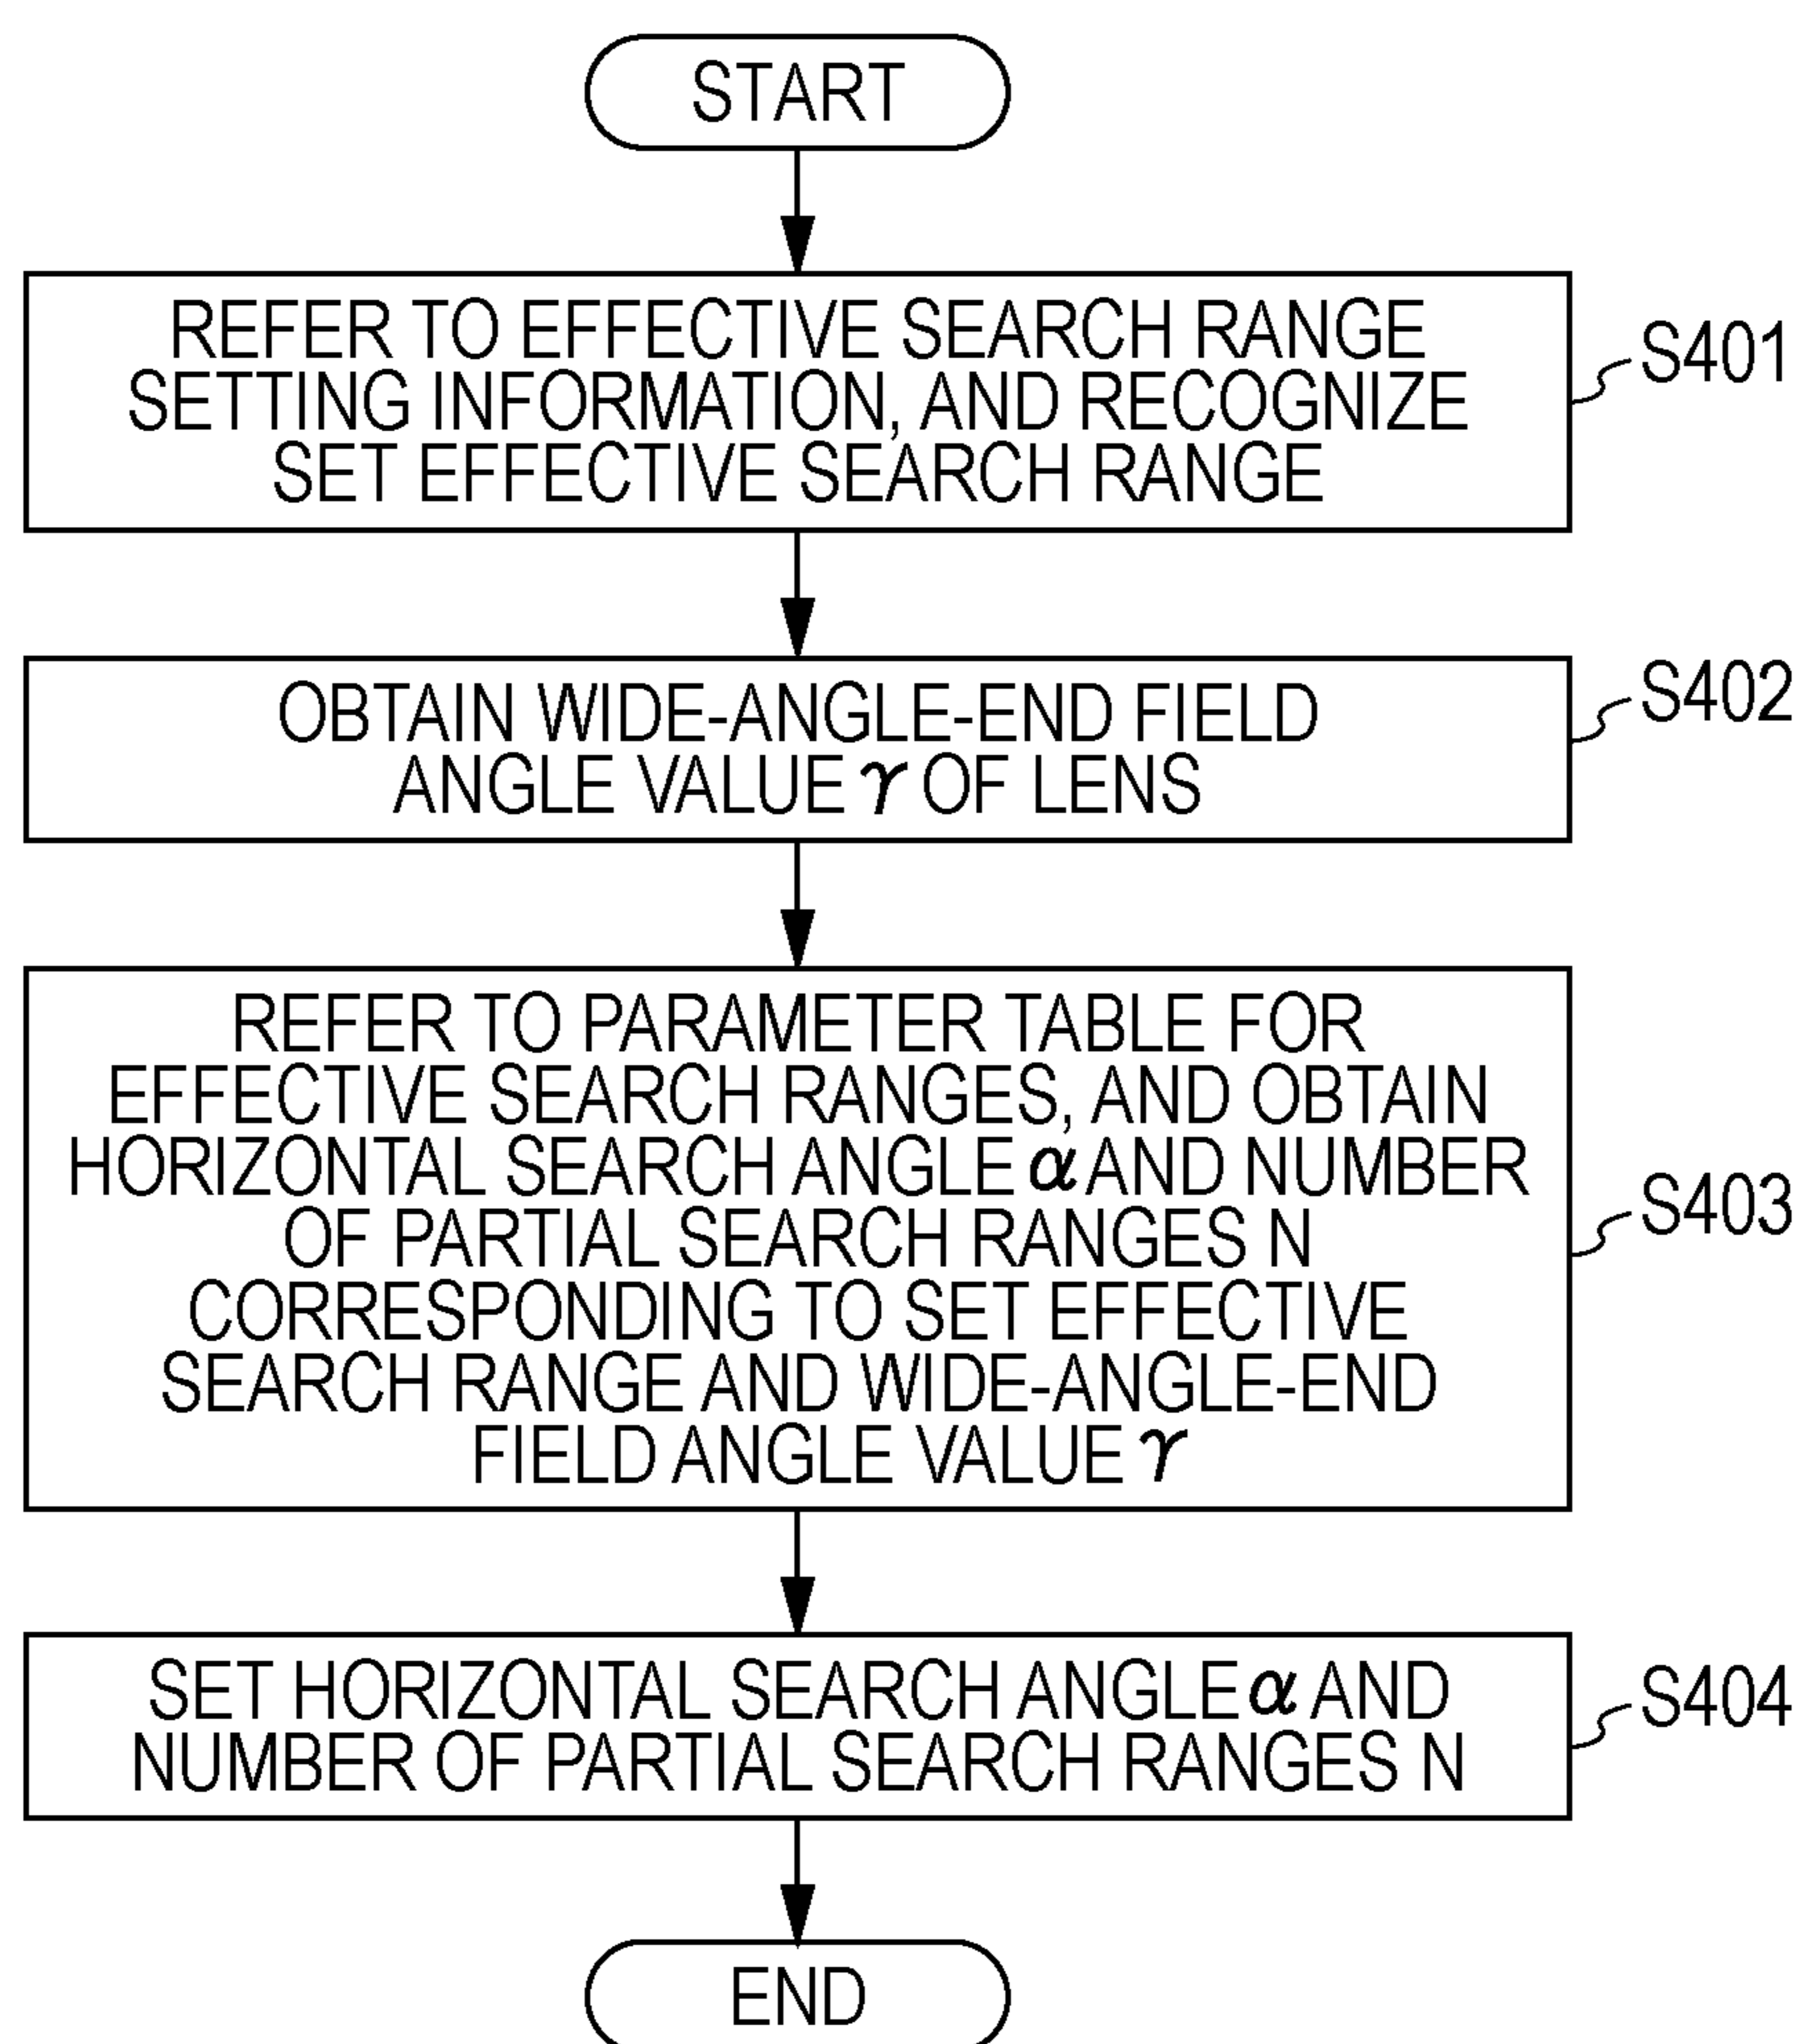 START
REFER TO EFFECTIVE SEARCH RANGE
SETTING INFORMATION, AND RECOGNIZE
SET EFFECTIVE SEARCH RANGE
S401
OBTAIN WIDE-ANGLE-END FIELD
ANGLE VALUE γ OF LENS
S402
REFER TO PARAMETER TABLE FOR
EFFECTIVE SEARCH RANGES, AND OBTAIN
HORIZONTAL SEARCH ANGLE α AND NUMBER
OF PARTIAL SEARCH RANGES N
CORRESPONDING TO SET EFFECTIVE
SEARCH RANGE AND WIDE-ANGLE-END
FIELD ANGLE VALUE γ
S403
SET HORIZONTAL SEARCH ANGLE α AND
NUMBER OF PARTIAL SEARCH RANGES N
S404
END